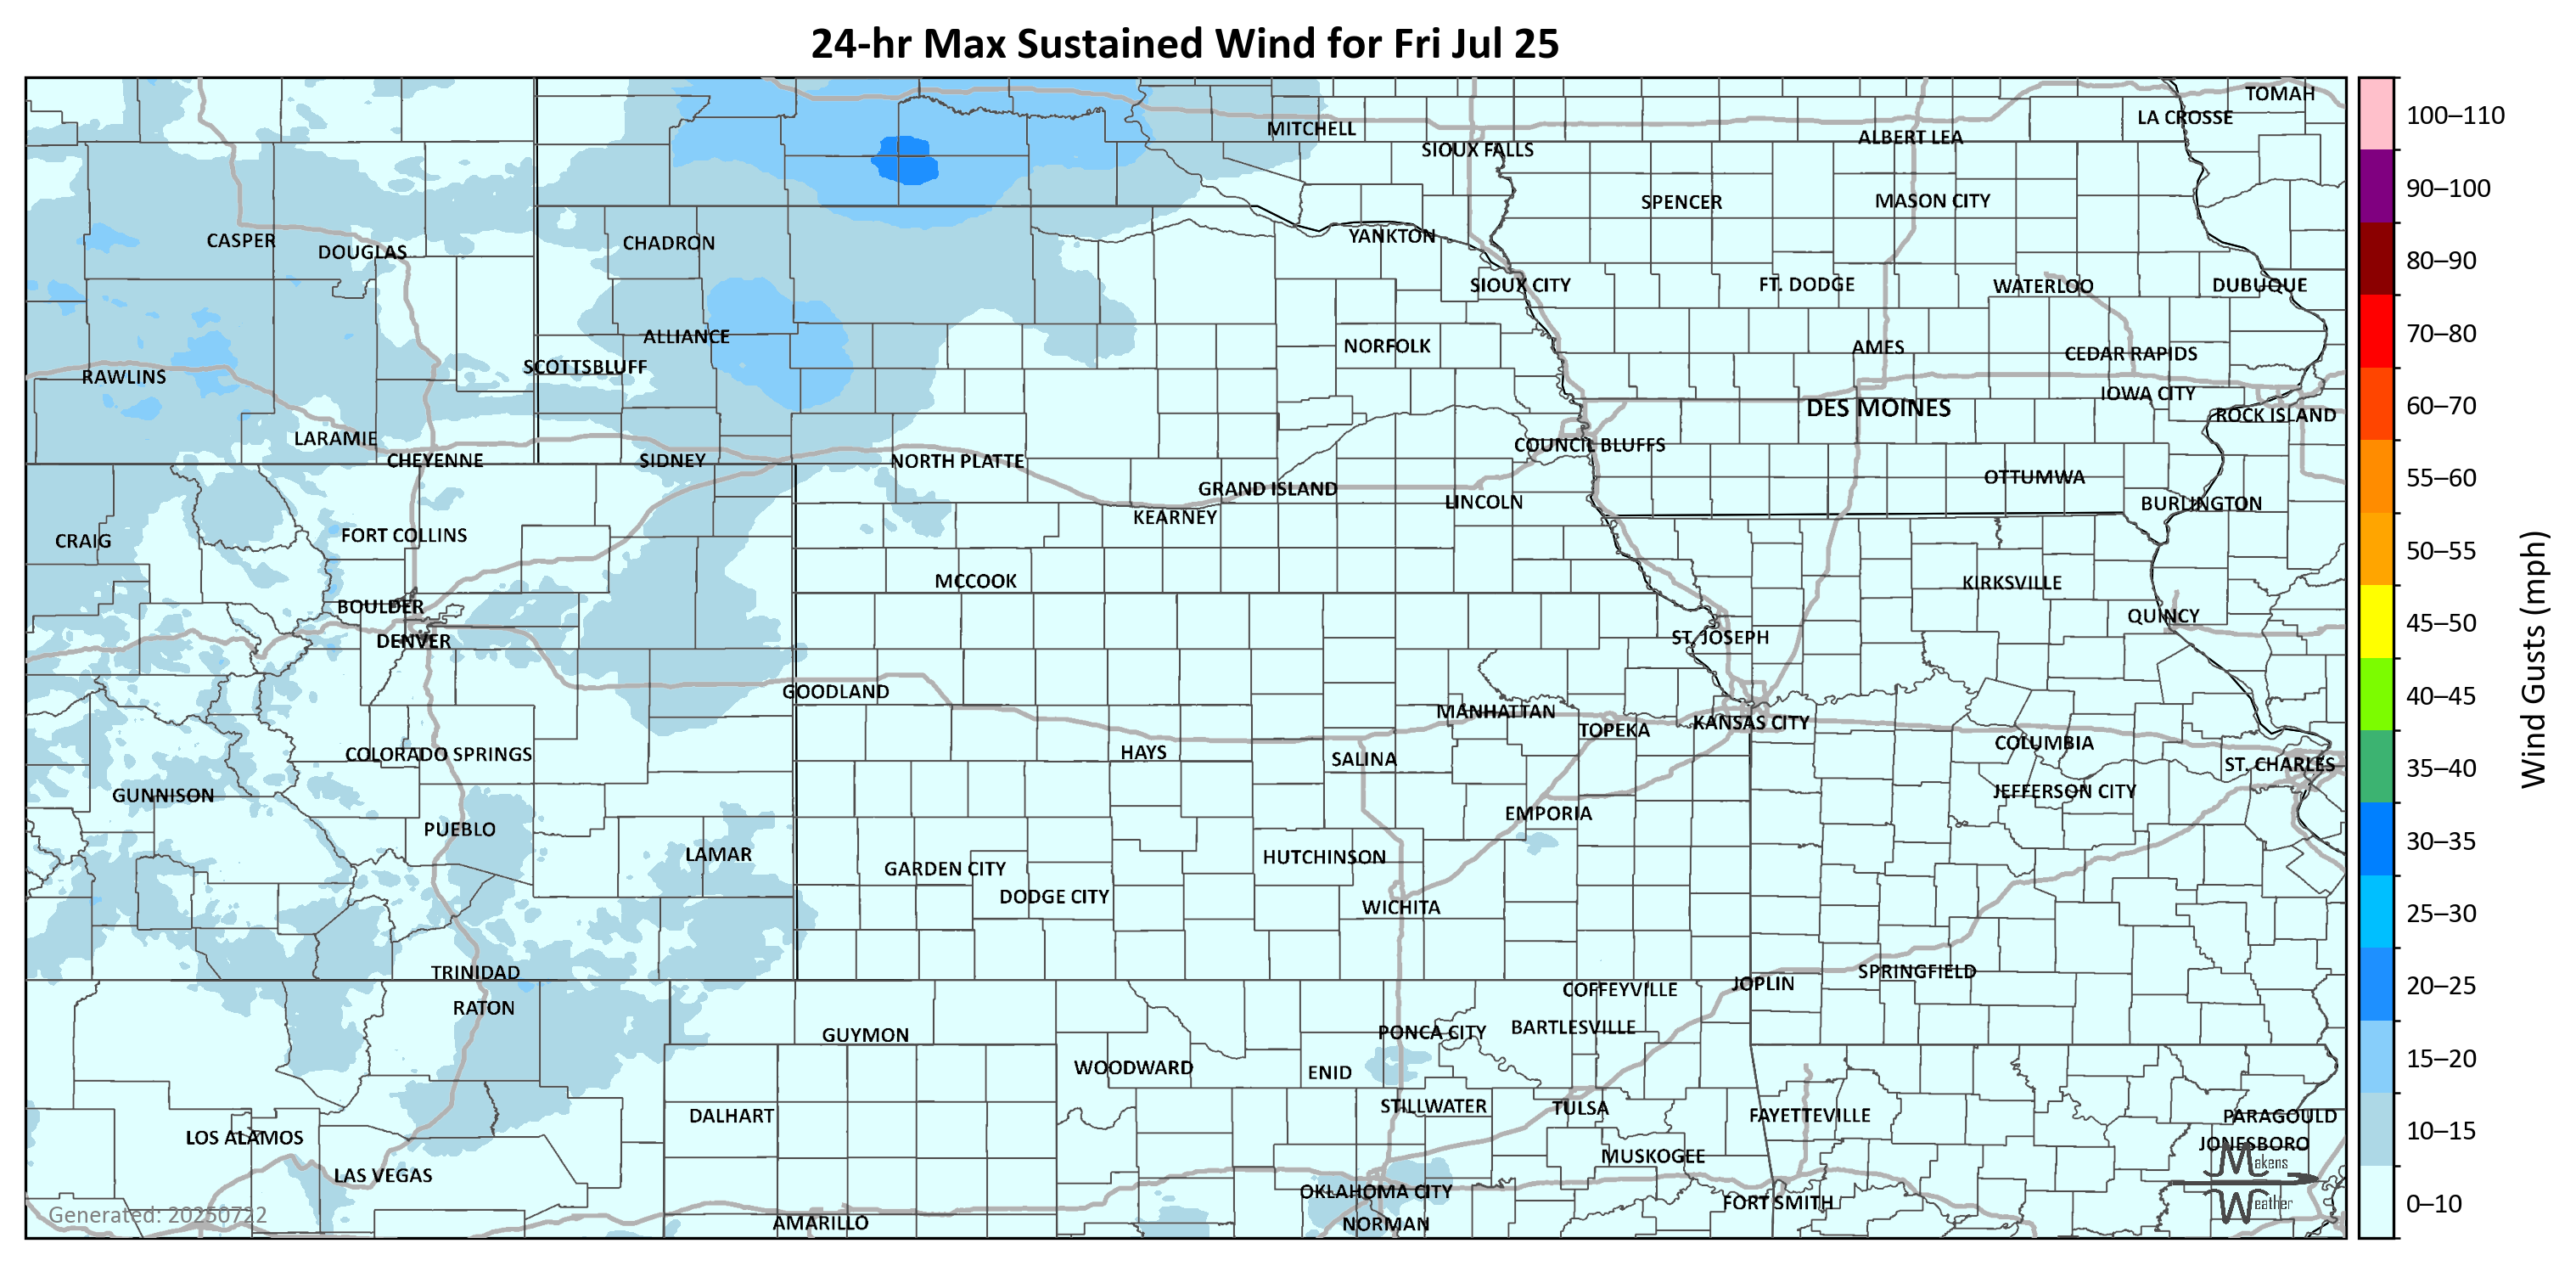 24-hr Max Sustained Wind for Fri Jul 25
TOMAH
LA CROSSE
MITCHELL
ALBERT LEA
SIOUX FALLS
SPENCER
MASON CITY
CASPER
DOUGLAS
CHADRON
YANKTON
SIOUX CITY
FT. DODGE
WATERLOO
DUBUQUE
ALLIANCE
NORFOLK
AMES
CEDAR RAPIDS
SCOTTSBLUFF
RAWLINS
IOWA CITY
DES MOINES
ROCK ISLAND
LARAMIE
COUNCIL BLUFFS
CHEYENNE
SIDNEY
NORTH PLATTE
OTTUMWA
GRAND ISLAND
LINCOLN
BURLINGTON
KEARNEY
FORT COLLINS
CRAIG
MCCOOK
KIRKSVILLE
BOULDER
QUINCY
DENVER
ST. JOSEPH
GOODLAND
MANHATTAN
TOPEKA
KANSAS CITY
COLUMBIA
COLORADO SPRINGS
HAYS
SALINA
ST. CHARLES
GUNNISON
JEFFERSON CITY
EMPORIA
PUEBLO
LAMAR
HUTCHINSON
GARDEN CITY
DODGE CITY
WICHITA
TRINIDAD
SPRINGFIELD
JOPLIN
COFFEYVILLE
RATON
GUYMON
PONCA CITY
BARTLESVILLE
WOODWARD
ENID
STILLWATER
TULSA
DALHART
FAYETTEVILLE
PARAGOULD
LOS ALAMOS
JONESBORO
MUSKOGEE
LAS VEGAS
OKLAHOMA CITY
FORT SMITH
AMARILLO
NORMAN
Generated: 20250722
Makens
Weather
100–110
90–100
80–90
70–80
60–70
55–60
50–55
45–50
40–45
35–40
30–35
25–30
20–25
15–20
10–15
0–10
Wind Gusts (mph)